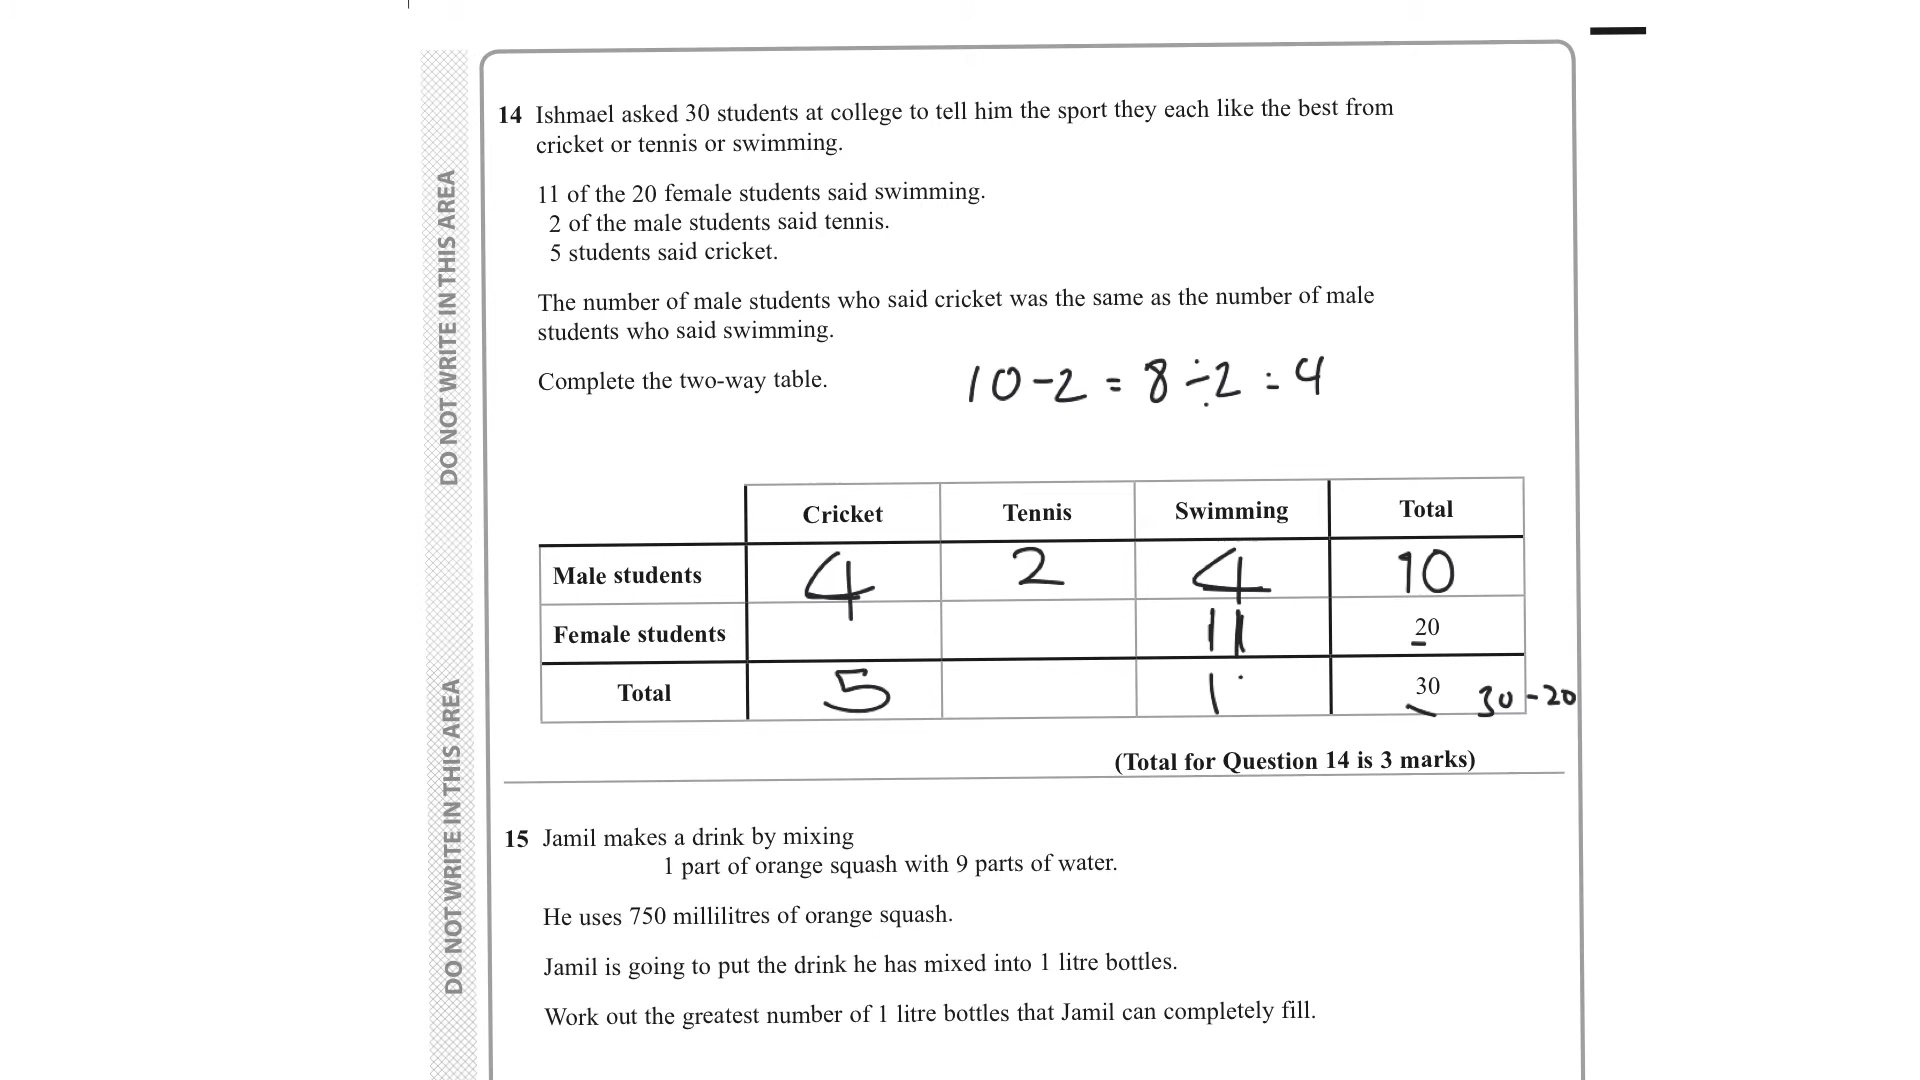 14 Ishmael asked 30 students at college to tell him the sport they each like the best from
cricket or tennis or swimming.
11 of the 20 female students said swimming.
2 of the male students said tennis.
5 students said cricket.
The number of male students who said cricket was the same as the number of male
students who said swimming.
Complete the two-way table.
10-2 = 8÷2 = 4
Cricket Tennis Swimming Total
Male students 4 2 4 10
Female students 11 20
Total 5 1 30 30-20
(Total for Question 14 is 3 marks)
15 Jamil makes a drink by mixing
1 part of orange squash with 9 parts of water.
He uses 750 millilitres of orange squash.
Jamil is going to put the drink he has mixed into 1 litre bottles.
Work out the greatest number of 1 litre bottles that Jamil can completely fill.
DO NOT WRITE IN THIS AREA
DO NOT WRITE IN THIS AREA